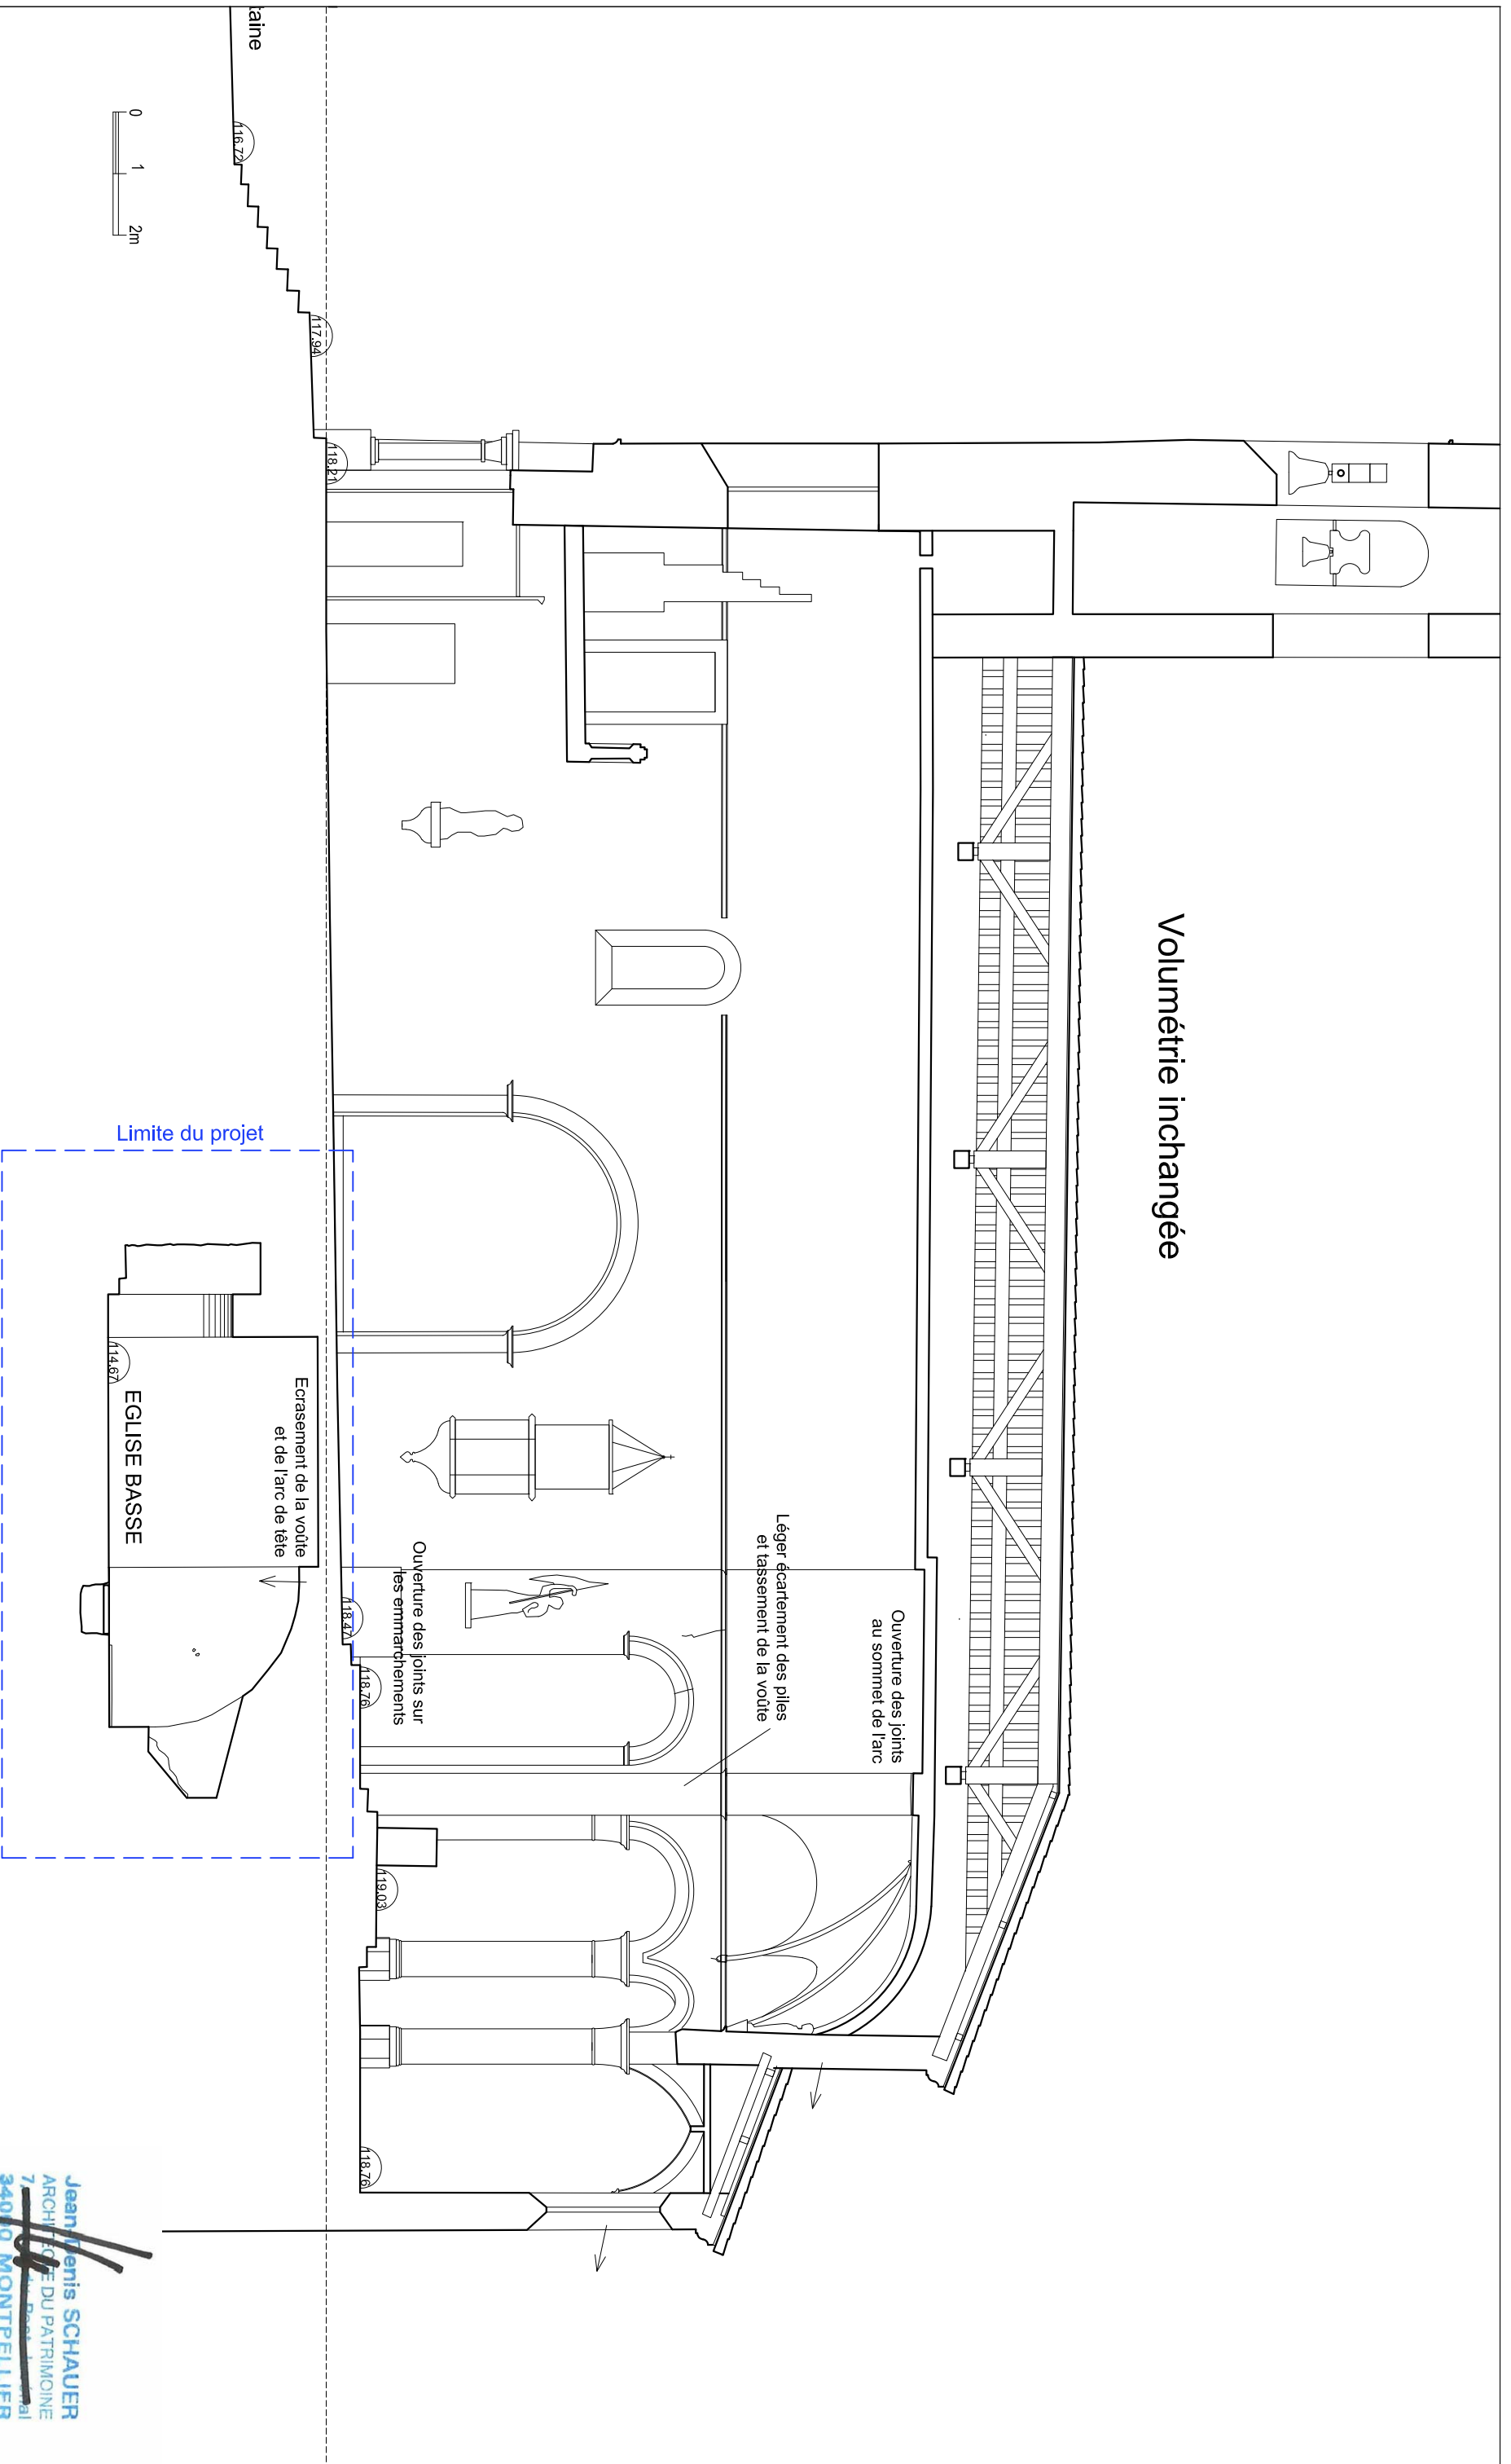 Volumétrie inchangée
Ouverture des joints
au sommet de l'arc
Léger écartement des piles
et tassement de la voûte
Ouverture des joints sur
les emmarchements
taine
116.72
117.94
118.21
118.47
118.76
119.03
118.76
Limite du projet
Ecrasement de la voûte
et de l'arc de tête
EGLISE BASSE
114.67
0 1 2m
Jean-Denis SCHAUER
ARCHITECTE DU PATRIMOINE
7,
34000 MONTPELLIER